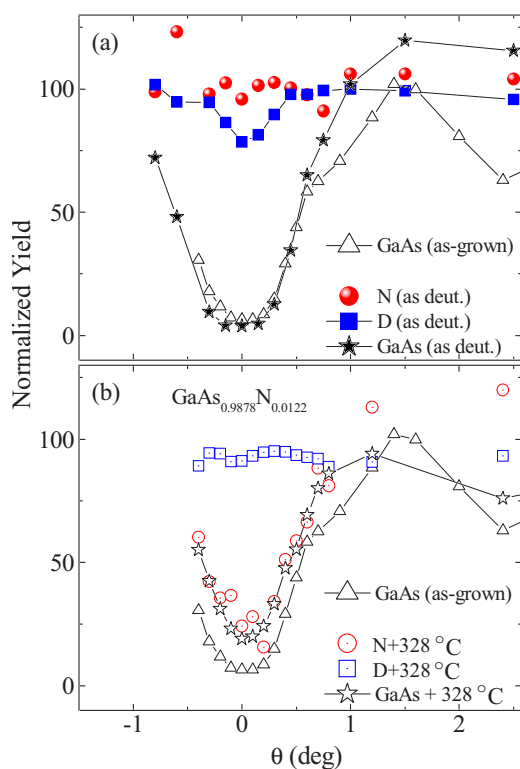 (a)
100
50
0
GaAs (as-grown)
N (as deut.)
D (as deut.)
GaAs (as deut.)
Normalized Yield
(b)
GaAs0.9878N0.0122
100
50
0
GaAs (as-grown)
N+328 °C
D+328 °C
GaAs + 328 °C
-1 0 1 2
θ (deg)